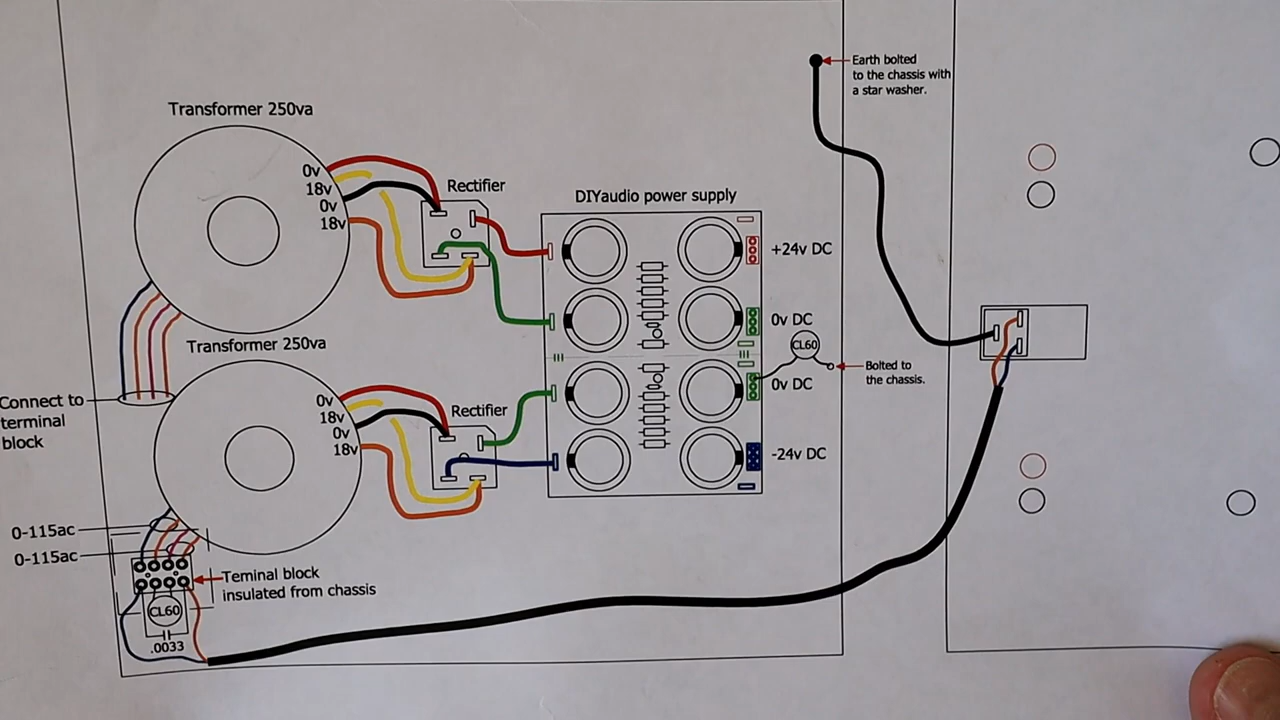 Earth bolted
to the chassis with
a star washer.
Transformer 250va
0v
18v
0v
18v
Rectifier
DIYaudio power supply
+24v DC
0v DC
CL60
Bolted to
the chassis.
0v DC
-24v DC
Transformer 250va
Connect to
terminal
block
0v
18v
0v
18v
Rectifier
0-115ac
0-115ac
Teminal block
insulated from chassis
CL60
.0033